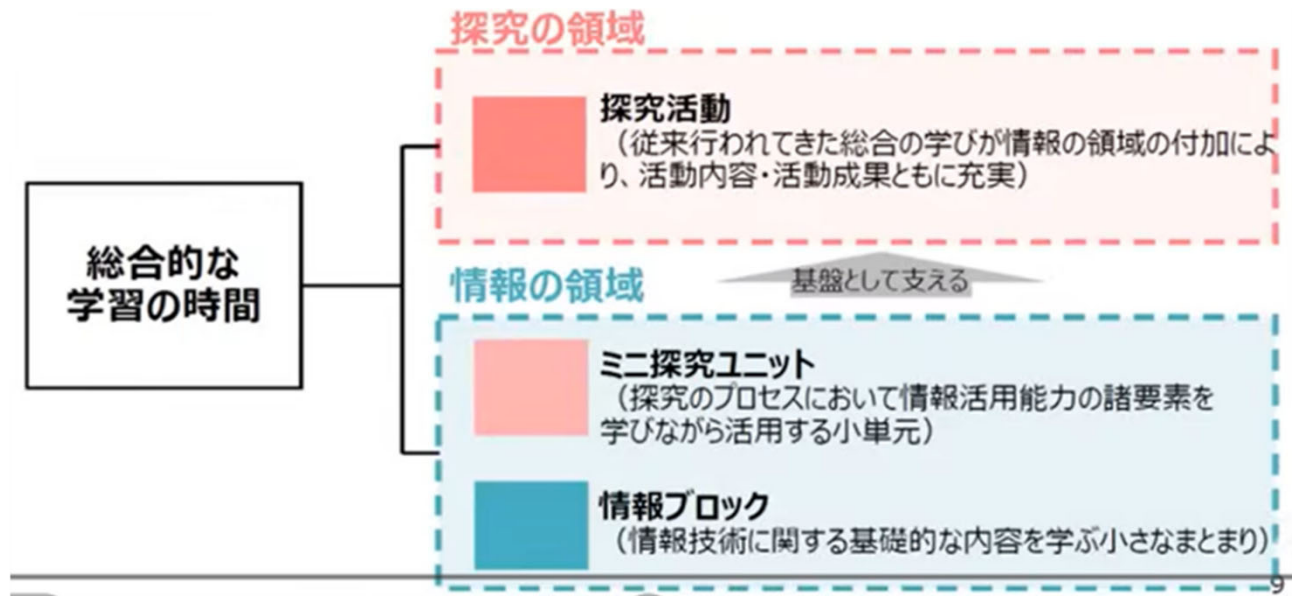 探究の領域
探究活動
（従来行われてきた総合の学びが情報の領域の付加によ
り、活動内容・活動成果ともに充実）
総合的な
学習の時間
基盤として支える
情報の領域
ミニ探究ユニット
（探究のプロセスにおいて情報活用能力の諸要素を
学びながら活用する小単元）
情報ブロック
（情報技術に関する基礎的な内容を学ぶ小さなまとまり）
9